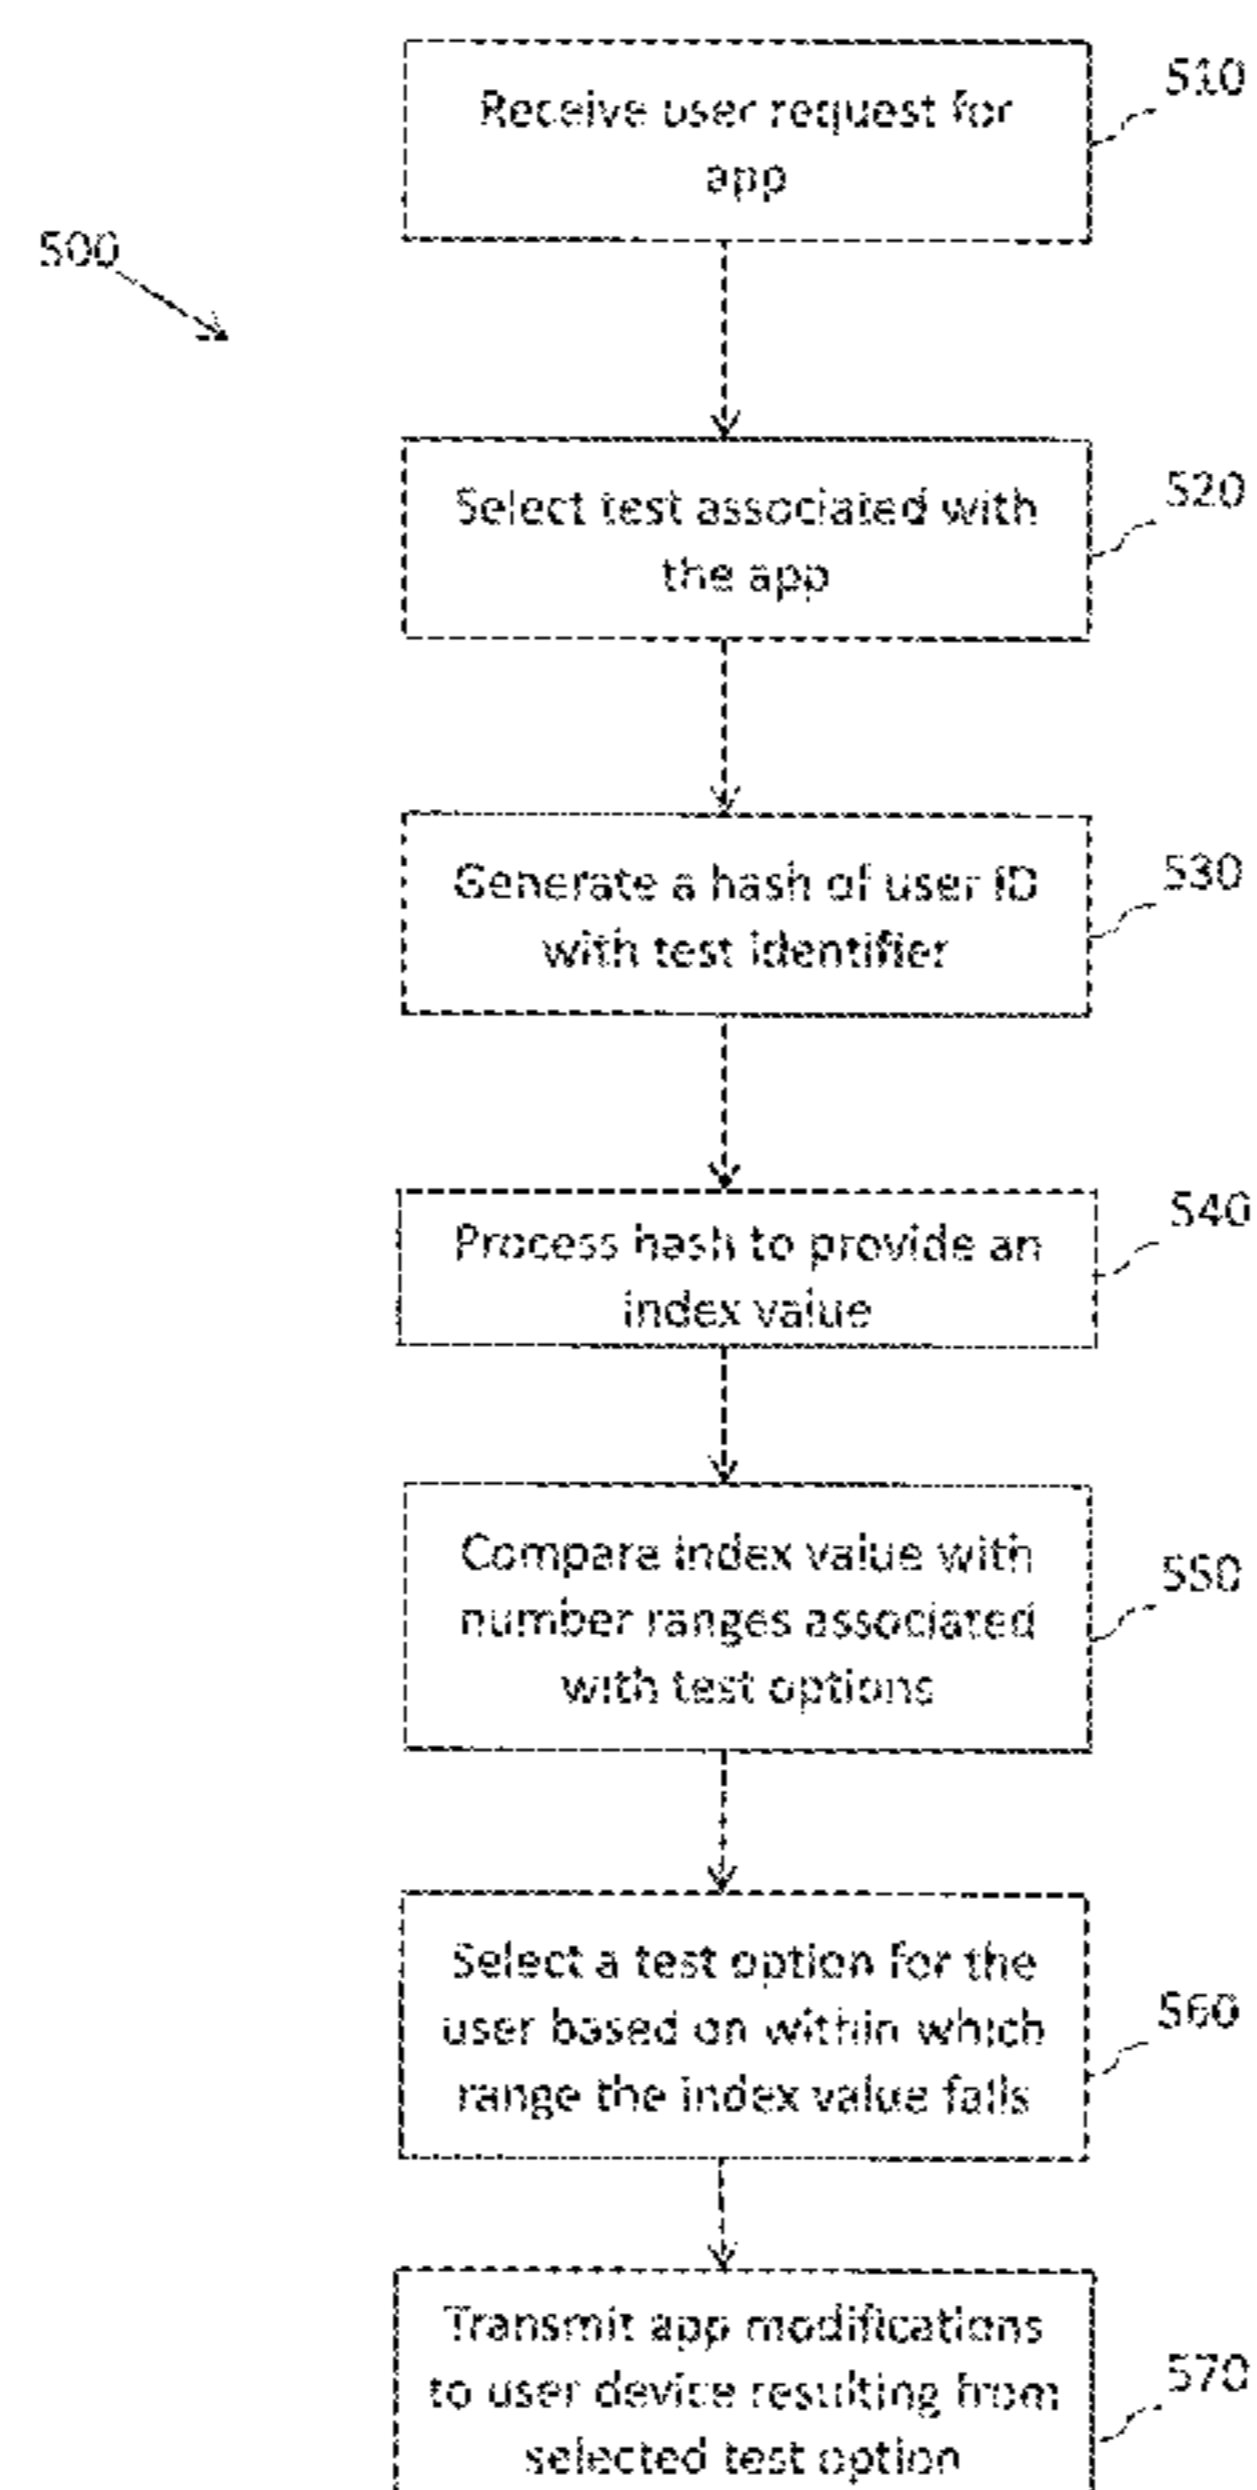 Receive user request for
app
510
500
Select test associated with
the app
520
Generate a hash of user ID
with test identifier
530
Process hash to provide an
index value
540
Compare index value with
number ranges associated
with test options
550
Select a test option for the
user based on within which
range the index value falls
560
Transmit app modifications
to user device resulting from
selected test option
570